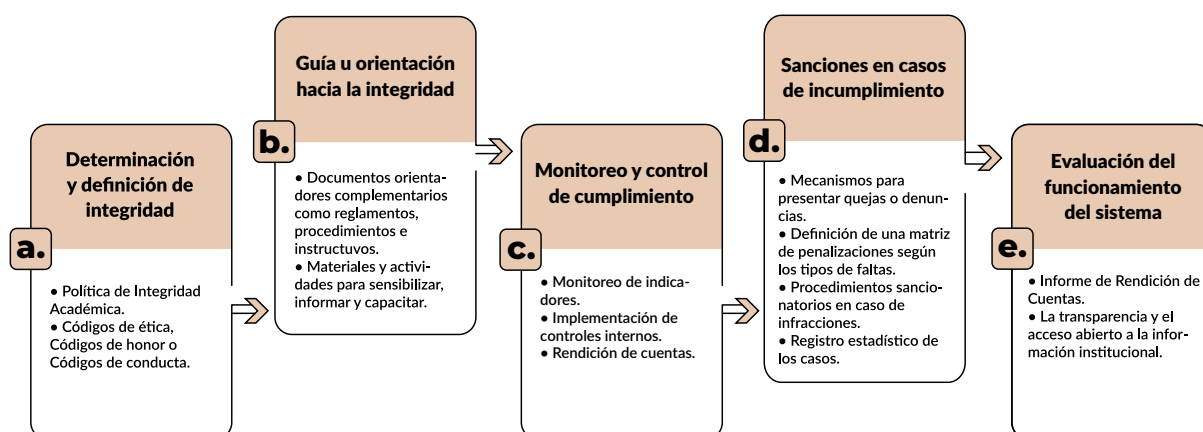 a.
Determinación
y definición de
integridad
• Política de Integridad
Académica.
• Códigos de ética,
Códigos de honor o
Códigos de conducta.
b.
Guía u orientación
hacia la integridad
• Documentos orienta-
dores complementarios
como reglamentos,
procedimientos e
instructivos.
• Materiales y activi-
dades para sensibilizar,
informar y capacitar.
c.
Monitoreo y control
de cumplimiento
• Monitoreo de indica-
dores.
• Implementación de
controles internos.
• Rendición de cuentas.
d.
Sanciones en casos
de incumplimiento
• Mecanismos para
presentar quejas o denun-
cias.
• Definición de una matriz
de penalizaciones según
los tipos de faltas.
• Procedimientos sancio-
natorios en caso de
infracciones.
• Registro estadístico de
los casos.
e.
Evaluación del
funcionamiento
del sistema
• Informe de Rendición de
Cuentas.
• La transparencia y el
acceso abierto a la infor-
mación institucional.